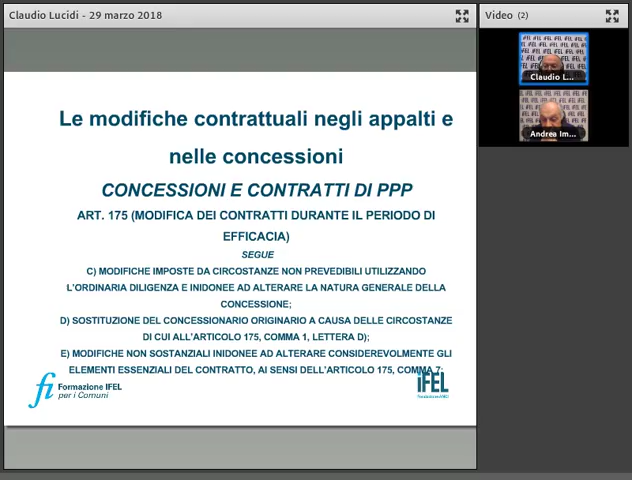 Claudio Lucidi - 29 marzo 2018
Video (2)
Claudio L...
Andrea Im...
Le modifiche contrattuali negli appalti e
nelle concessioni
CONCESSIONI E CONTRATTI DI PPP
ART. 175 (MODIFICA DEI CONTRATTI DURANTE IL PERIODO DI
EFFICACIA)
SEGUE
C) MODIFICHE IMPOSTE DA CIRCOSTANZE NON PREVEDIBILI UTILIZZANDO
L'ORDINARIA DILIGENZA E INIDONEE AD ALTERARE LA NATURA GENERALE DELLA
CONCESSIONE;
D) SOSTITUZIONE DEL CONCESSIONARIO ORIGINARIO A CAUSA DELLE CIRCOSTANZE
DI CUI ALL'ARTICOLO 175, COMMA 1, LETTERA D);
E) MODIFICHE NON SOSTANZIALI INIDONEE AD ALTERARE CONSIDEREVOLMENTE GLI
ELEMENTI ESSENZIALI DEL CONTRATTO, AI SENSI DELL'ARTICOLO 175, COMMA 7;
fi Formazione IFEL
per i Comuni
IFEL